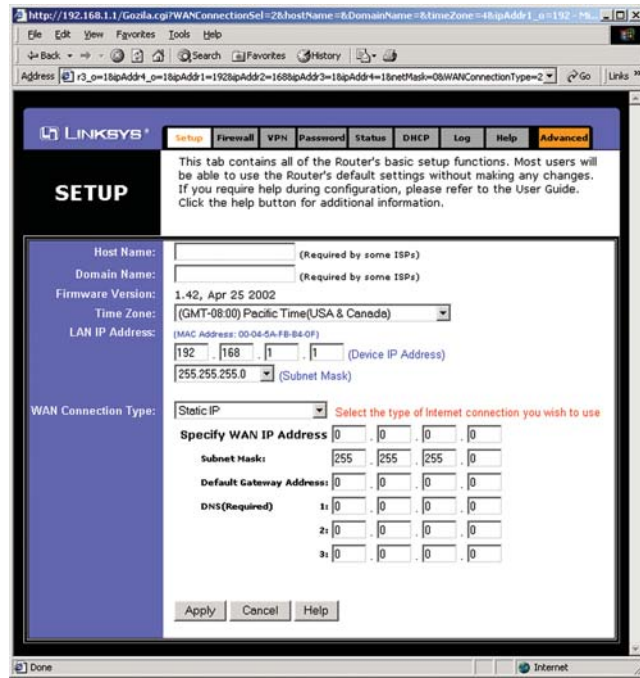 http://192.168.1.1/Gozila.cgi?WANConnectionSel=2&hostName=&DomainName=&timeZone=4&ipAddr1_o=192 - Mi...
File Edit View Favorites Tools Help
Back Search Favorites History
Address r3_o=1&ipAddr4_o=1&ipAddr1=192&ipAddr2=168&ipAddr3=1&ipAddr4=1&netMask=0&WANConnectionType=2 Go Links »
LINKSYS®
Setup Firewall VPN Password Status DHCP Log Help Advanced
SETUP
This tab contains all of the Router's basic setup functions. Most users will
be able to use the Router's default settings without making any changes.
If you require help during configuration, please refer to the User Guide.
Click the help button for additional information.
Host Name: (Required by some ISPs)
Domain Name: (Required by some ISPs)
Firmware Version: 1.42, Apr 25 2002
Time Zone: (GMT-08:00) Pacific Time(USA & Canada)
LAN IP Address: (MAC Address: 00-04-5A-FB-B4-0F)
192 . 168 . 1 . 1 (Device IP Address)
255.255.255.0 (Subnet Mask)
WAN Connection Type: Static IP Select the type of Internet connection you wish to use
Specify WAN IP Address 0 . 0 . 0 . 0
Subnet Mask: 255 . 255 . 255 . 0
Default Gateway Address: 0 . 0 . 0 . 0
DNS(Required) 1: 0 . 0 . 0 . 0
2: 0 . 0 . 0 . 0
3: 0 . 0 . 0 . 0
Apply Cancel Help
Done Internet